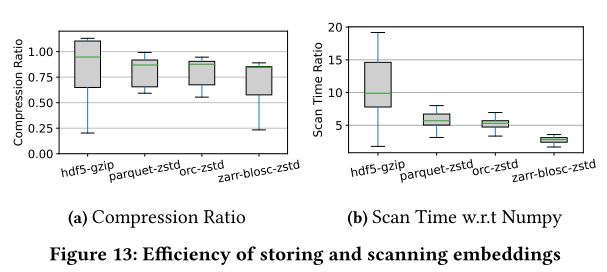 Compression Ratio
1.00
0.75
0.50
0.25
0.00
hdf5-gzip
parquet-zstd
orc-zstd
zarr-blosc-zstd
(a) Compression Ratio
Scan Time Ratio
20
15
10
5
hdf5-gzip
parquet-zstd
orc-zstd
zarr-blosc-zstd
(b) Scan Time w.r.t Numpy
Figure 13: Efficiency of storing and scanning embeddings